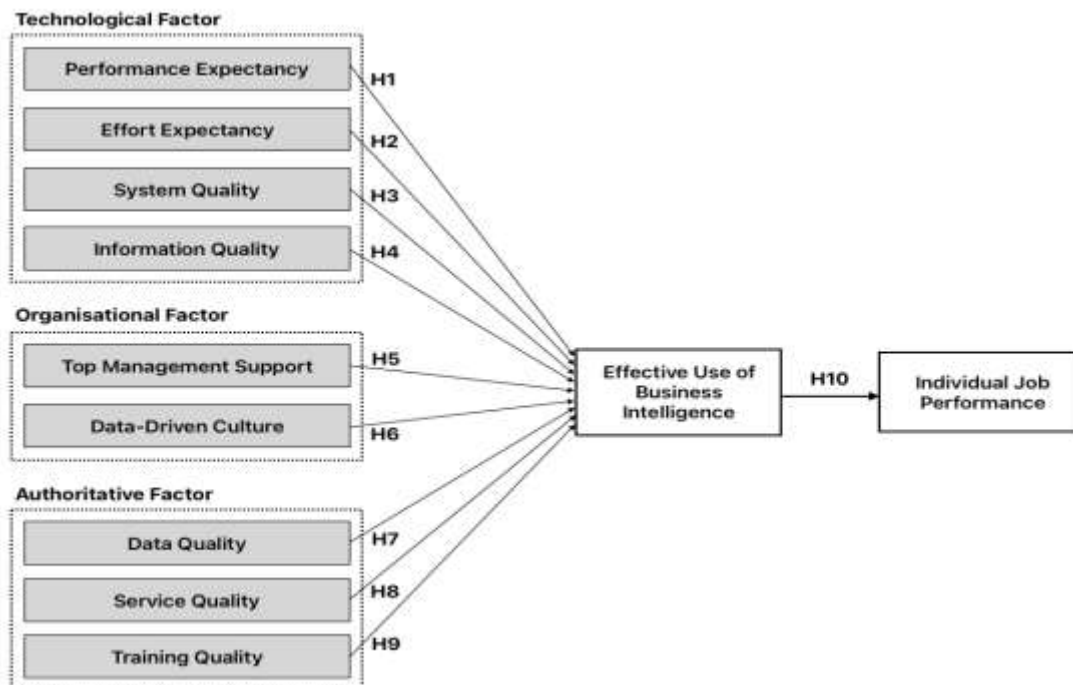 Technological Factor
Performance Expectancy
H1
Effort Expectancy
H2
System Quality
H3
Information Quality
H4
Organisational Factor
Top Management Support
H5
Data-Driven Culture
H6
Authoritative Factor
Data Quality
H7
Service Quality
H8
Training Quality
H9
Effective Use of
Business
Intelligence
H10
Individual Job
Performance